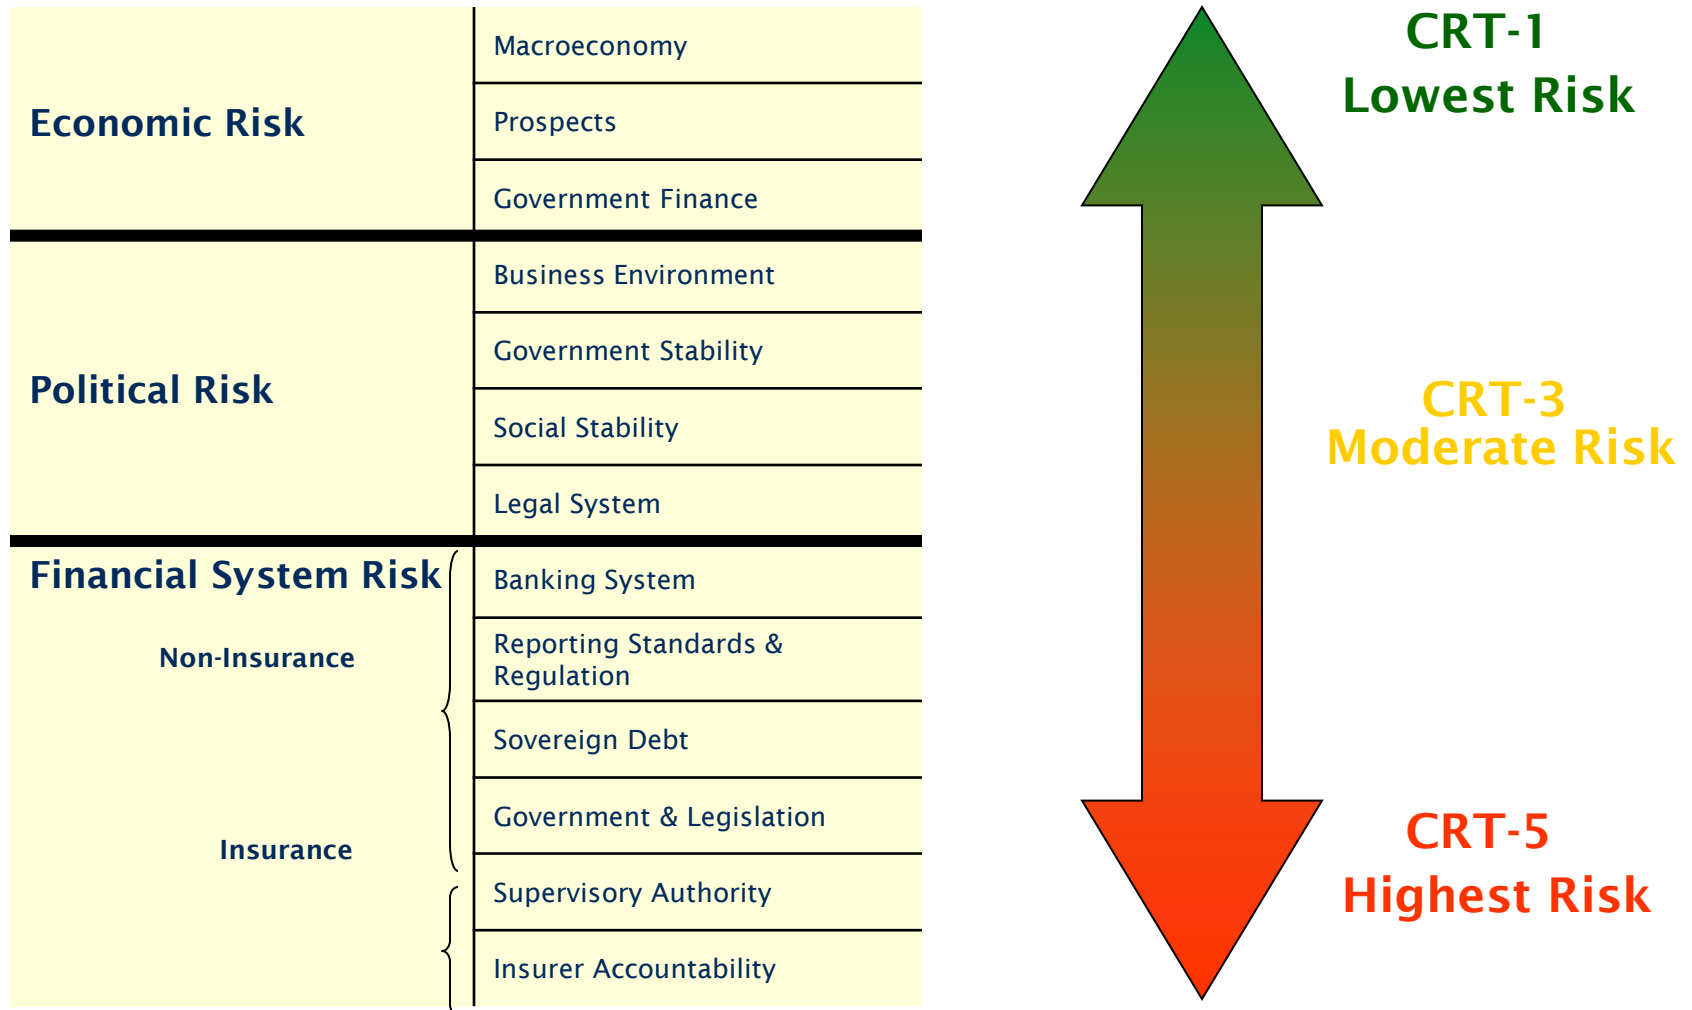 Economic Risk
Macroeconomy
Prospects
Government Finance
Political Risk
Business Environment
Government Stability
Social Stability
Legal System
Financial System Risk
Non-Insurance
Insurance
Banking System
Reporting Standards &
Regulation
Sovereign Debt
Government & Legislation
Supervisory Authority
Insurer Accountability
CRT-1
Lowest Risk
CRT-3
Moderate Risk
CRT-5
Highest Risk